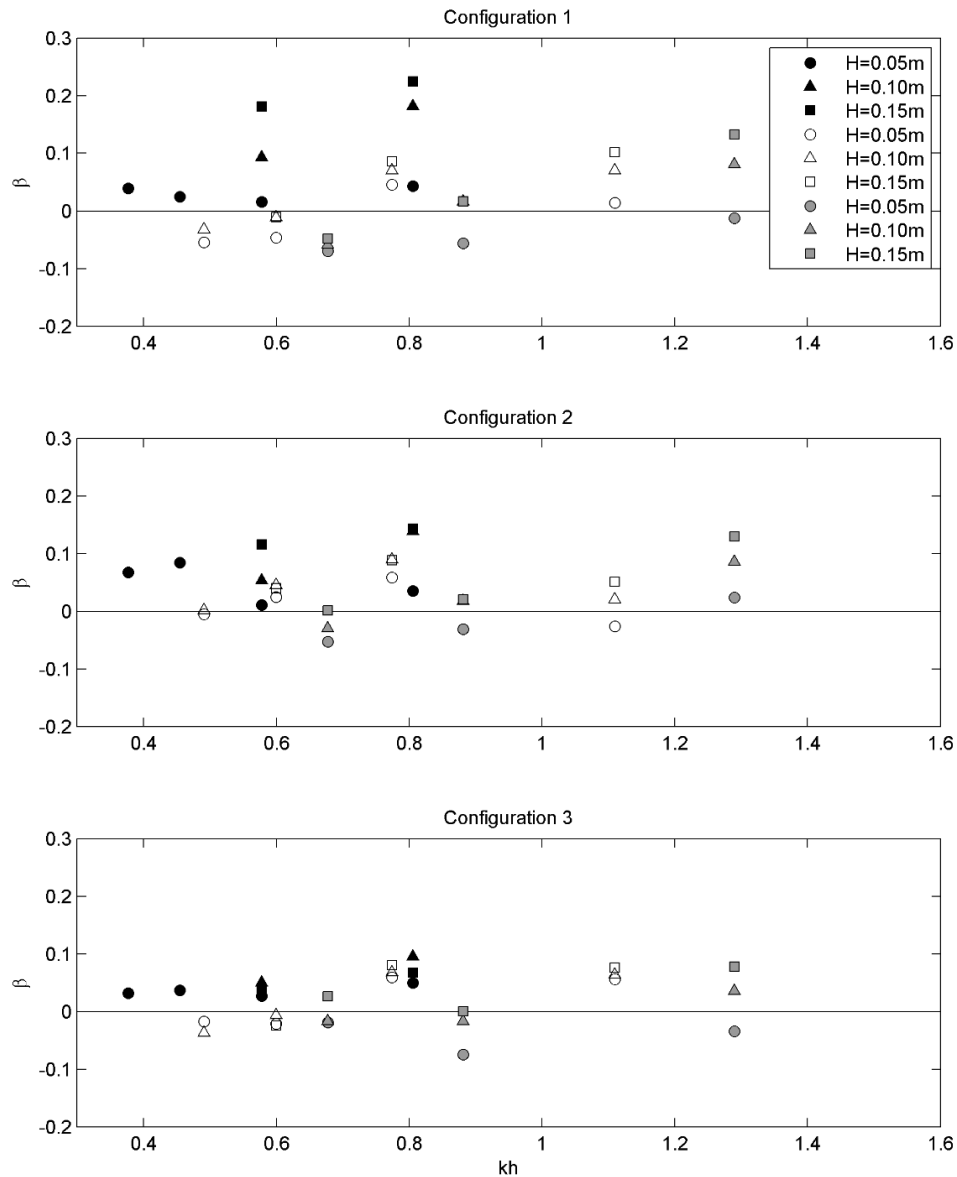 Configuration 1
0.3
0.2
0.1
0
-0.1
-0.2
β
0.4 0.6 0.8 1 1.2 1.4 1.6
H=0.05m
H=0.10m
H=0.15m
H=0.05m
H=0.10m
H=0.15m
H=0.05m
H=0.10m
H=0.15m
Configuration 2
0.3
0.2
0.1
0
-0.1
-0.2
β
0.4 0.6 0.8 1 1.2 1.4 1.6
Configuration 3
0.3
0.2
0.1
0
-0.1
-0.2
β
0.4 0.6 0.8 1 1.2 1.4 1.6
kh